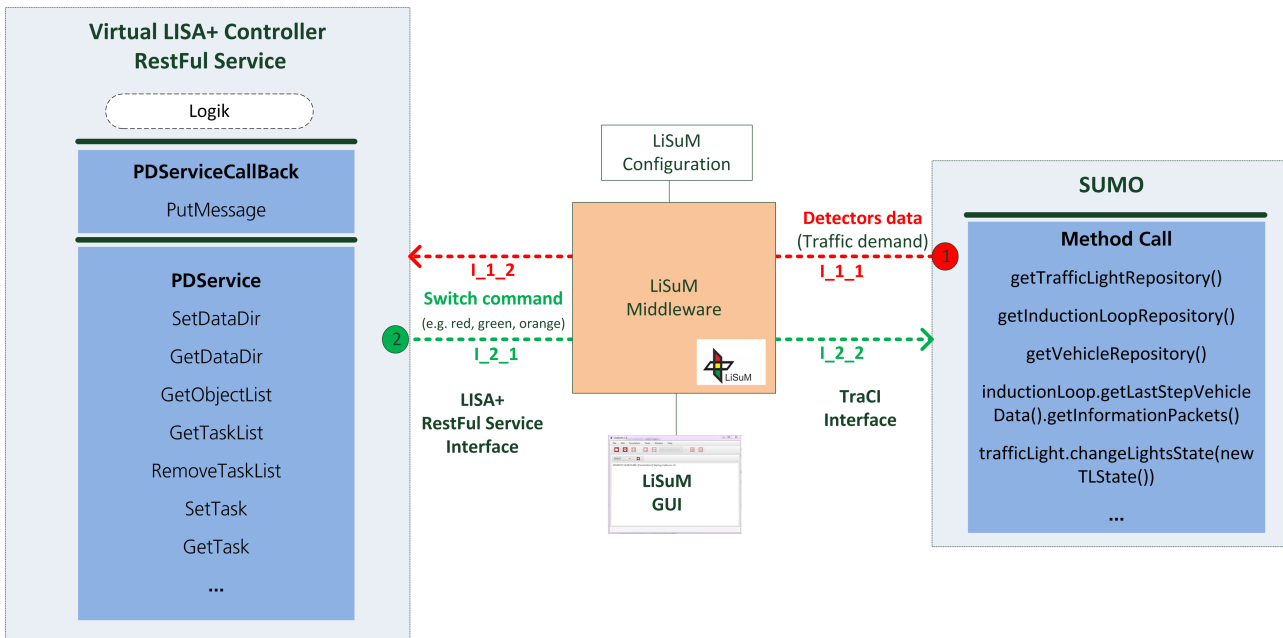 Virtual LISA+ Controller
RestFul Service
Logik
PDServiceCallBack
PutMessage
PDService
SetDataDir
GetDataDir
GetObjectList
GetTaskList
RemoveTaskList
SetTask
GetTask
...
I_1_2
Switch command
(e.g. red, green, orange)
2
I_2_1
LISA+
RestFul Service
Interface
LiSuM
Configuration
LiSuM
Middleware
LiSuM
LiSuM
GUI
Detectors data
(Traffic demand)
1
I_1_1
I_2_2
TraCI
Interface
SUMO
Method Call
getTrafficLightRepository()
getInductionLoopRepository()
getVehicleRepository()
inductionLoop.getLastStepVehicle
Data().getInformationPackets()
trafficLight.changeLightsState(new
TLState())
...